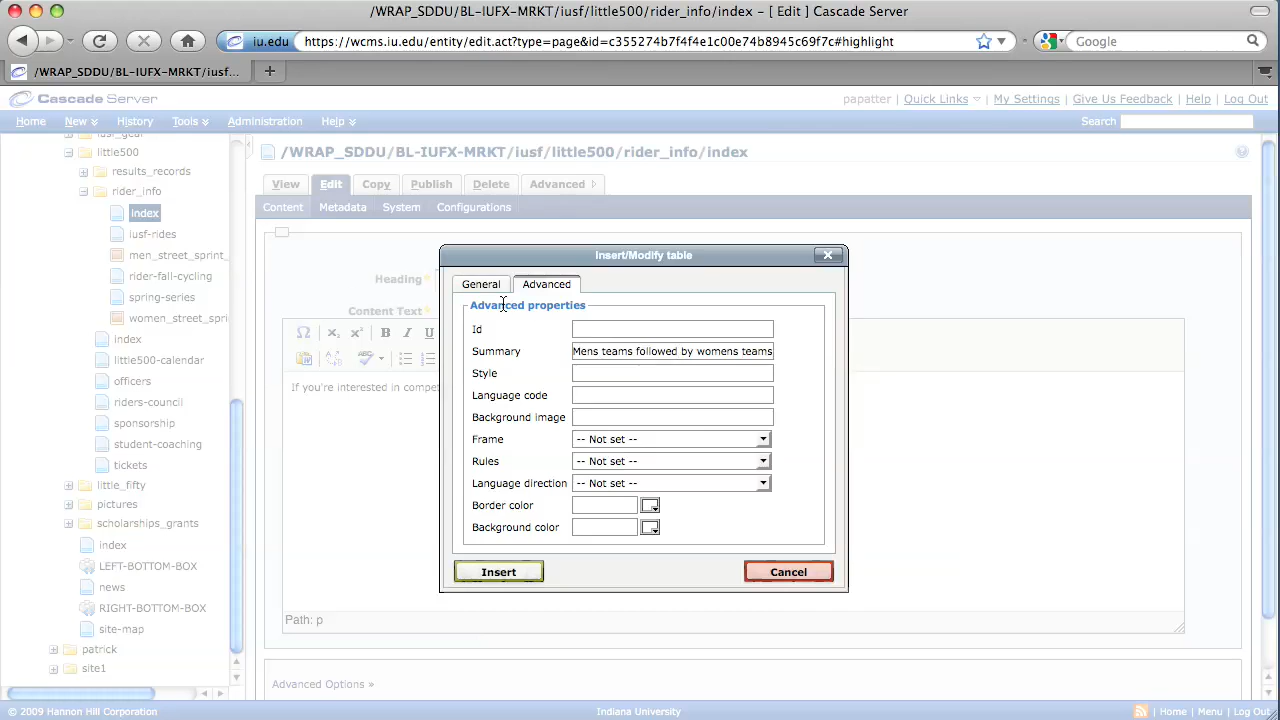 /WRAP_SDDU/BL-IUFX-MRKT/iusf/little500/rider_info/index - [ Edit ] Cascade Server
iu.edu https://wcms.iu.edu/entity/edit.act?type=page&id=c355274b7f4f4e1c00e74b8945c69f7c#highlight
Google
/WRAP_SDDU/BL-IUFX-MRKT/iusf...
Cascade Server
papatter | Quick Links | My Settings | Give Us Feedback | Help | Log Out
Home New History Tools Administration Help Search
iusf_gear
little500
results_records
rider_info
index
iusf-rides
men_street_sprint_
rider-fall-cycling
spring-series
women_street_spri
index
little500-calendar
officers
riders-council
sponsorship
student-coaching
tickets
little_fifty
pictures
scholarships_grants
index
LEFT-BOTTOM-BOX
news
RIGHT-BOTTOM-BOX
site-map
patrick
site1
/WRAP_SDDU/BL-IUFX-MRKT/iusf/little500/rider_info/index
View Edit Copy Publish Delete Advanced
Content Metadata System Configurations
Heading*
Content Text*
B I U
If you're interested in compet
Path: p
Advanced Options »
Insert/Modify table
General Advanced
Advanced properties
Id
Summary Mens teams followed by womens teams
Style
Language code
Background image
Frame -- Not set --
Rules -- Not set --
Language direction -- Not set --
Border color
Background color
Insert Cancel
© 2009 Hannon Hill Corporation Indiana University | Home | Menu | Log Out